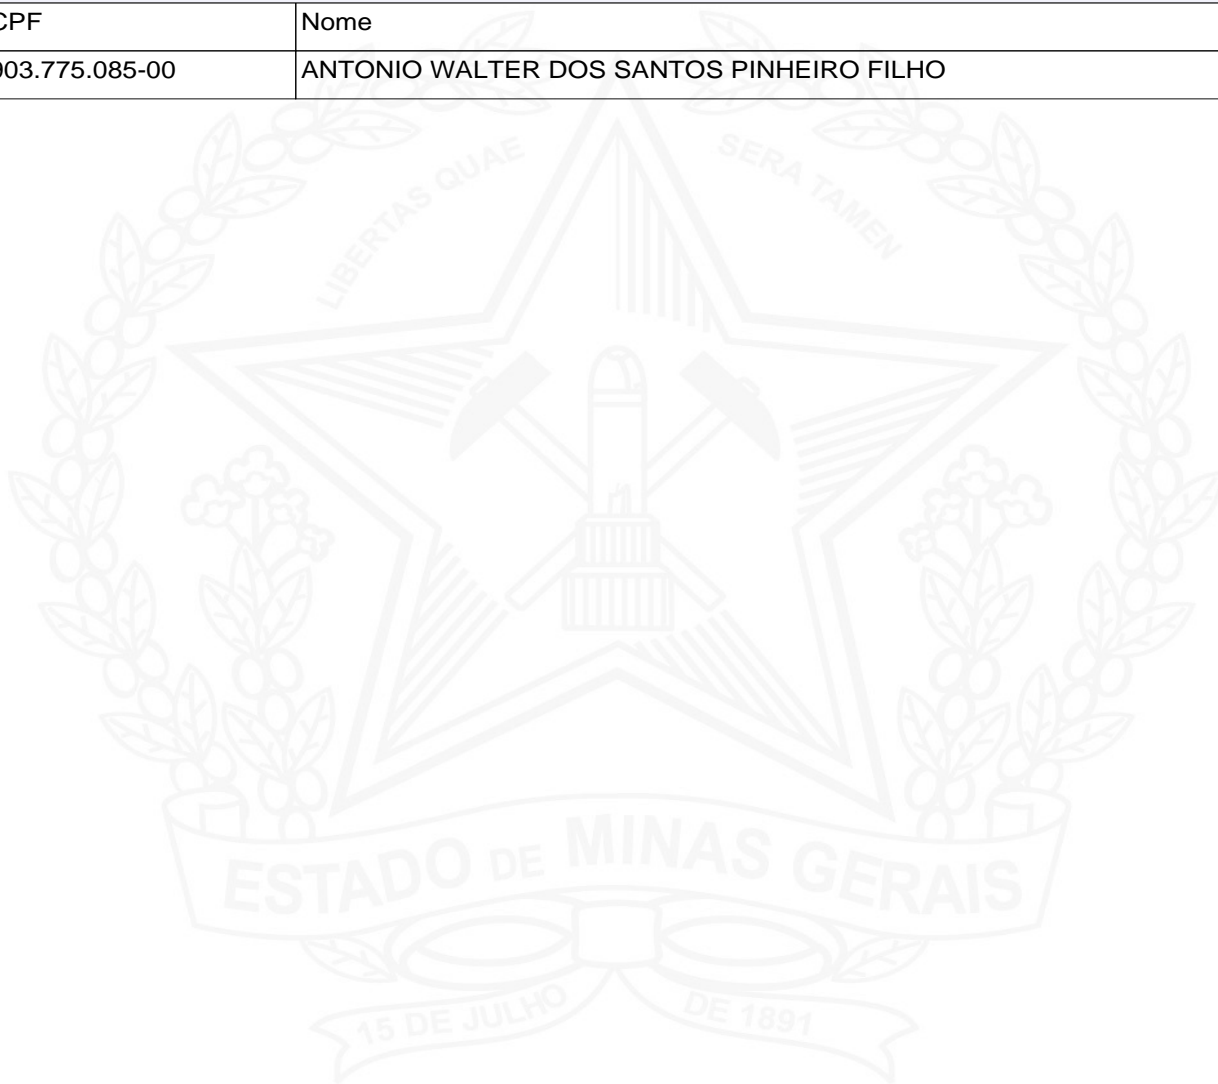 CPF Nome
903.775.085-00 ANTONIO WALTER DOS SANTOS PINHEIRO FILHO
LIBERTAS QUAE SERA TAMEN
ESTADO DE MINAS GERAIS
15 DE JULHO DE 1891